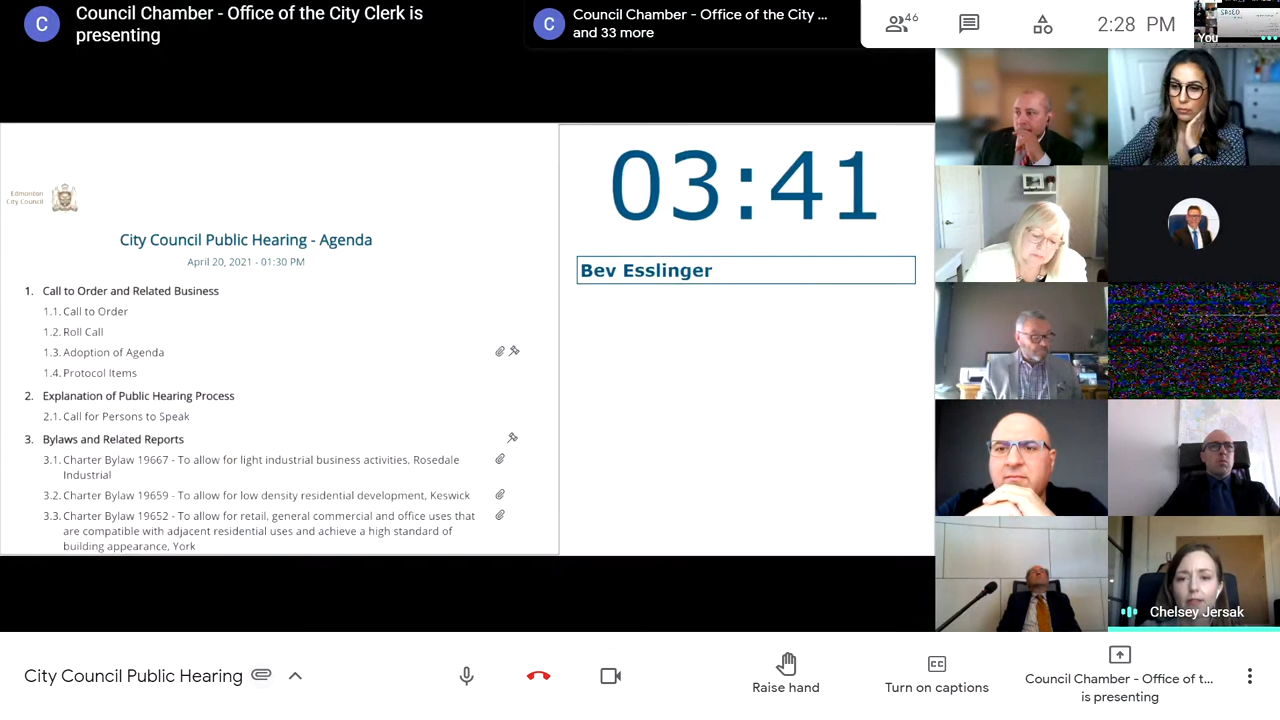 Council Chamber - Office of the City Clerk is
presenting
C
C
Council Chamber - Office of the City ...
and 33 more
46
2:28 PM
You
Edmonton
City Council
City Council Public Hearing - Agenda
April 20, 2021 - 01:30 PM
1. Call to Order and Related Business
1.1. Call to Order
1.2. Roll Call
1.3. Adoption of Agenda
1.4. Protocol Items
2. Explanation of Public Hearing Process
2.1. Call for Persons to Speak
3. Bylaws and Related Reports
3.1. Charter Bylaw 19667 - To allow for light industrial business activities, Rosedale
Industrial
3.2. Charter Bylaw 19659 - To allow for low density residential development, Keswick
3.3. Charter Bylaw 19652 - To allow for retail, general commercial and office uses that
are compatible with adjacent residential uses and achieve a high standard of
building appearance, York
03:41
Bev Esslinger
Chelsey Jersak
City Council Public Hearing
Raise hand
CC
Turn on captions
Council Chamber - Office of t...
is presenting